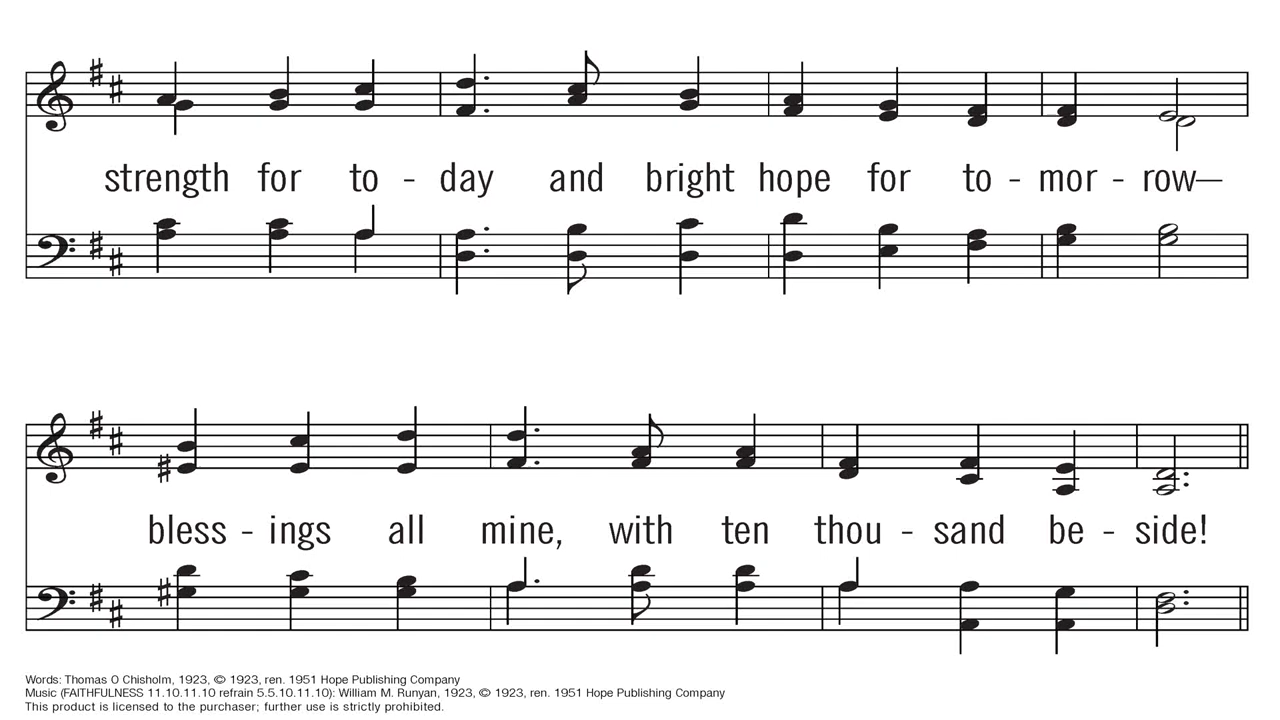 strength for to - day and bright hope for to - mor - row—
bless - ings all mine, with ten thou - sand be - side!
Words: Thomas O Chisholm, 1923, © 1923, ren. 1951 Hope Publishing Company
Music (FAITHFULNESS 11.10.11.10 refrain 5.5.10.11.10): William M. Runyan, 1923, © 1923, ren. 1951 Hope Publishing Company
This product is licensed to the purchaser; further use is strictly prohibited.